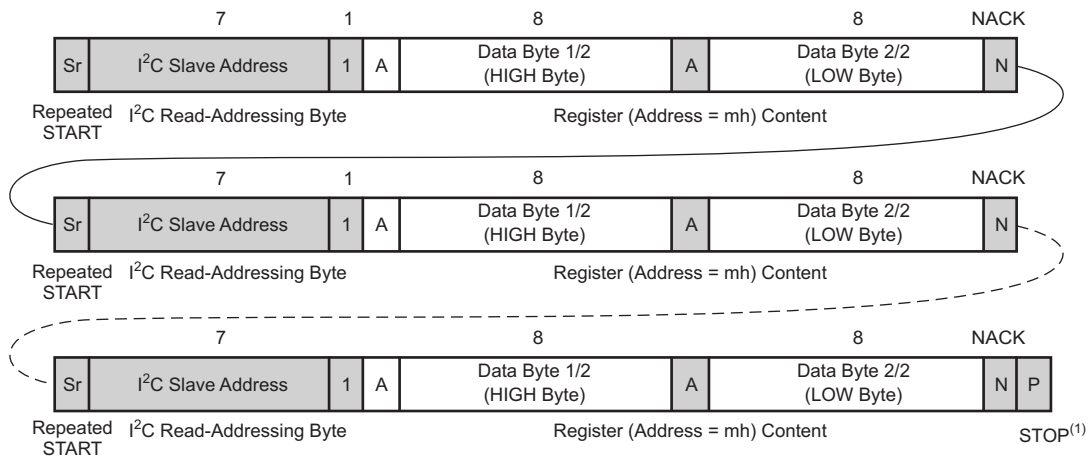 7 1 8 8 NACK
Sr I²C Slave Address 1 A Data Byte 1/2 (HIGH Byte) A Data Byte 2/2 (LOW Byte) N
Repeated START I²C Read-Addressing Byte Register (Address = mh) Content
7 1 8 8 NACK
Sr I²C Slave Address 1 A Data Byte 1/2 (HIGH Byte) A Data Byte 2/2 (LOW Byte) N
Repeated START I²C Read-Addressing Byte Register (Address = mh) Content
7 1 8 8 NACK
Sr I²C Slave Address 1 A Data Byte 1/2 (HIGH Byte) A Data Byte 2/2 (LOW Byte) N P
Repeated START I²C Read-Addressing Byte Register (Address = mh) Content STOP⁽¹⁾